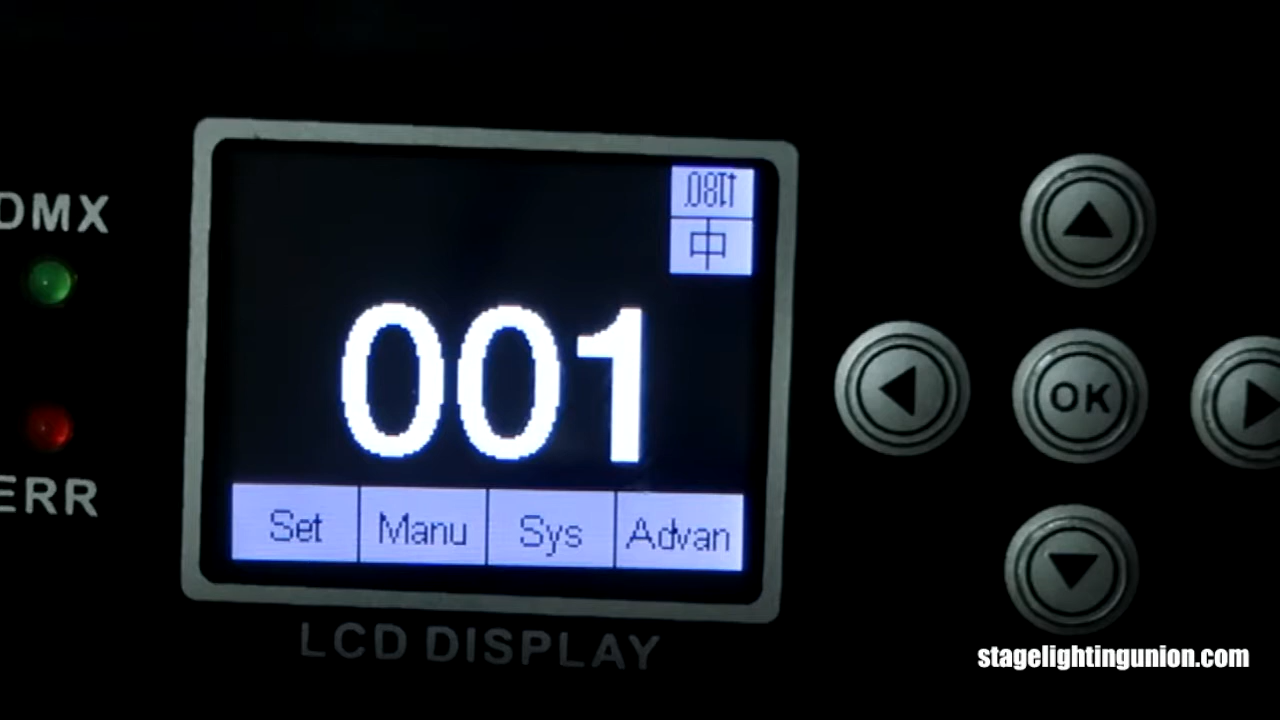 DMX
ERR
↑180°
中
001
Set Manu Sys Advan
LCD DISPLAY
OK
stagelightingunion.com